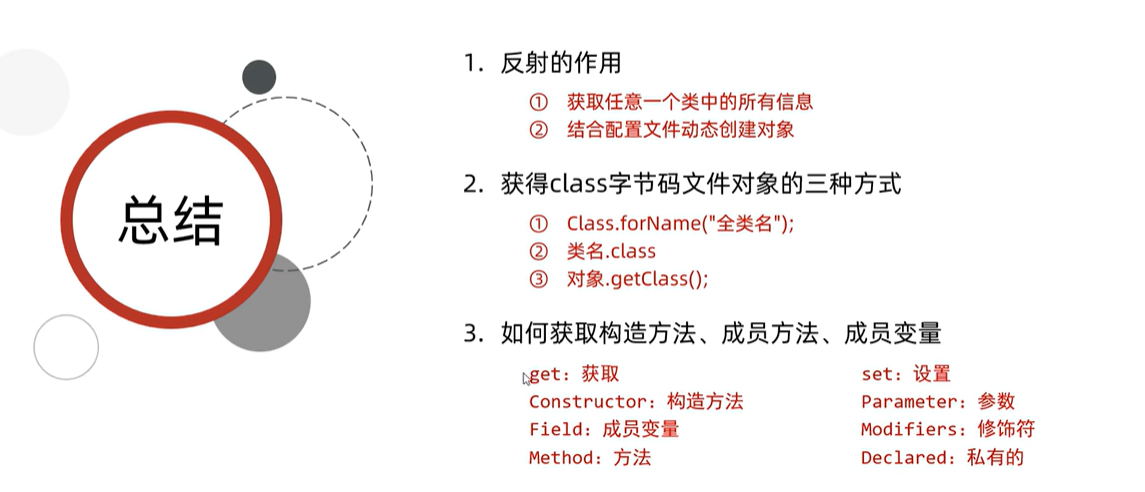 总结
1. 反射的作用
① 获取任意一个类中的所有信息
② 结合配置文件动态创建对象
2. 获得class字节码文件对象的三种方式
① Class.forName("全类名");
② 类名.class
③ 对象.getClass();
3. 如何获取构造方法、成员方法、成员变量
get: 获取 set: 设置
Constructor: 构造方法 Parameter: 参数
Field: 成员变量 Modifiers: 修饰符
Method: 方法 Declared: 私有的